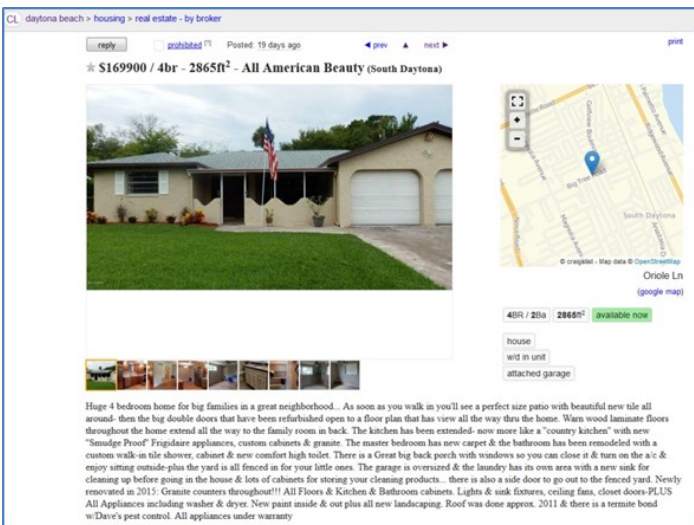 CL daytona beach > housing > real estate - by broker
reply prohibited [?] Posted: 19 days ago ◀ prev ▲ next ▶ print
★ $169900 / 4br - 2865ft² - All American Beauty (South Daytona)
+
−
Big Tree Road
South Daytona
Ridgewood Avenue
Magnolia Avenue
© craigslist - Map data © OpenStreetMap
Oriole Ln
(google map)
4BR / 2Ba 2865ft² available now
house
w/d in unit
attached garage
Huge 4 bedroom home for big families in a great neighborhood... As soon as you walk in you'll see a perfect size patio with beautiful new tile all
around- then the big double doors that have been refurbished open to a floor plan that has view all the way thru the home. Warn wood laminate floors
throughout the home extend all the way to the family room in back. The kitchen has been extended- now more like a "country kitchen" with new
"Smudge Proof" Frigidaire appliances, custom cabinets & granite. The master bedroom has new carpet & the bathroom has been remodeled with a
custom walk-in tile shower, cabinet & new comfort high toilet. There is a Great big back porch with windows so you can close it & turn on the a/c &
enjoy sitting outside-plus the yard is all fenced in for your little ones. The garage is oversized & the laundry has its own area with a new sink for
cleaning up before going in the house & lots of cabinets for storing your cleaning products... there is also a side door to go out to the fenced yard. Newly
renovated in 2015: Granite counters throughout!!! All Floors & Kitchen & Bathroom cabinets. Lights & sink fixtures, ceiling fans, closet doors-PLUS
All Appliances including washer & dryer. New paint inside & out plus all new landscaping. Roof was done approx. 2011 & there is a termite bond
w/Dave's pest control. All appliances under warranty